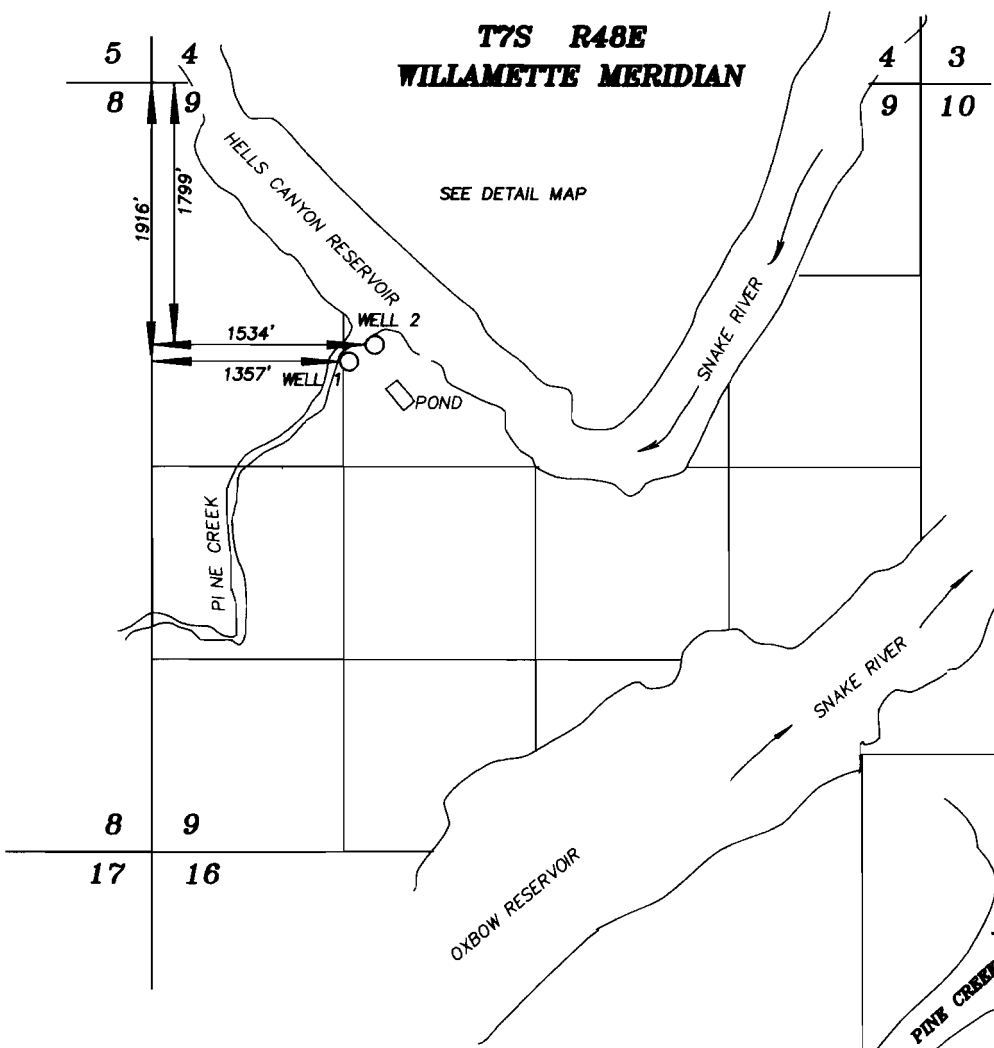 T7S R48E
WILLAMETTE MERIDIAN
5 4
8 9
4 3
9 10
HELLS CANYON RESERVOIR
SEE DETAIL MAP
1916'
1799'
SNAKE RIVER
1534'
WELL 2
1357'
WELL 1
POND
PINE CREEK
SNAKE RIVER
8 9
17 16
OXBOW RESERVOIR
PINE CREEK